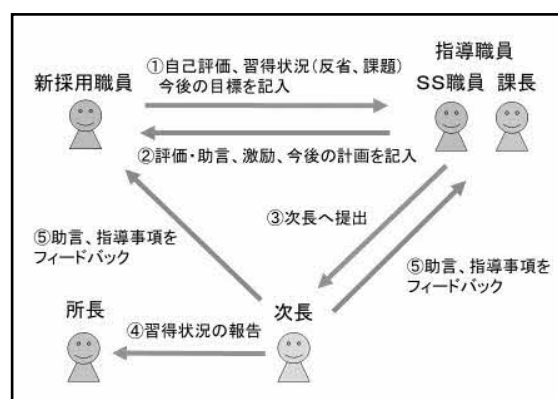 指導職員
新採用職員
①自己評価、習得状況（反省、課題）
今後の目標を記入
SS職員 課長
②評価・助言、激励、今後の計画を記入
③次長へ提出
⑤助言、指導事項を
フィードバック
⑤助言、指導事項を
フィードバック
所長
④習得状況の報告
次長